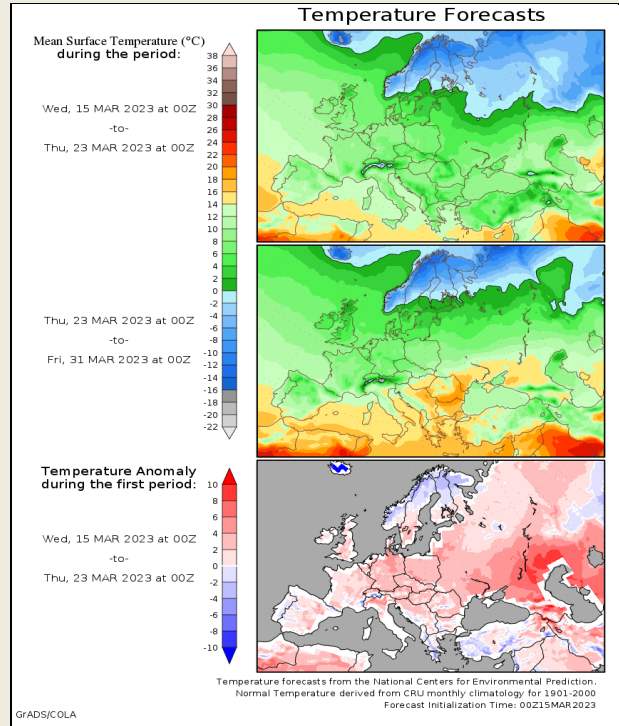 Temperature Forecasts
Mean Surface Temperature (°C)
during the period:
Wed, 15 MAR 2023 at 00Z
-to-
Thu, 23 MAR 2023 at 00Z
38
36
34
32
30
28
26
24
22
20
18
16
14
12
10
8
6
4
2
0
-2
-4
-6
-8
-10
-12
-14
-16
-18
-20
-22
Thu, 23 MAR 2023 at 00Z
-to-
Fri, 31 MAR 2023 at 00Z
Temperature Anomaly
during the first period:
Wed, 15 MAR 2023 at 00Z
-to-
Thu, 23 MAR 2023 at 00Z
10
8
6
4
2
0
-2
-4
-6
-8
-10
Temperature forecasts from the National Centers for Environmental Prediction.
Normal Temperature derived from CRU monthly climatology for 1901-2000
Forecast Initialization Time: 00Z15MAR2023
GrADS/COLA